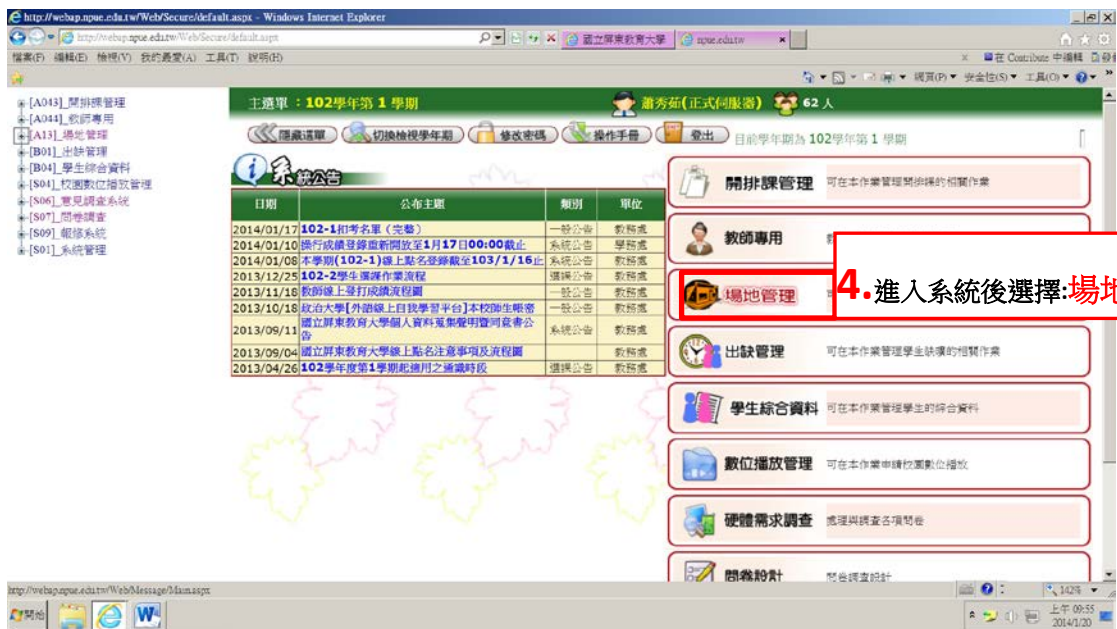 http://webap.npue.edu.tw/Web/Secure/default.aspx - Windows Internet Explorer
http://webap.npue.edu.tw/Web/Secure/default.aspx
國立屏東教育大學
npue.edu.tw
檔案(F) 編輯(E) 檢視(V) 我的最愛(A) 工具(T) 說明(H)
在 Contribute 中編輯
網頁(P) 安全性(S) 工具(O)
[A043]_開排課管理
[A044]_教師專用
[A13]_場地管理
[B01]_出缺管理
[B04]_學生綜合資料
[S04]_校園數位播放管理
[S06]_意見調查系統
[S07]_問卷調查
[S09]_報修系統
[S01]_系統管理
主選單 : 102學年第 1 學期
蕭秀茹(正式伺服器) 62 人
隱藏選單 切換檢視學年期 修改密碼 操作手冊 登出 目前學年期為 102學年第 1 學期
系統公告
日期 公布主題 類別 單位
2014/01/17 102-1扣考名單(完整) 一般公告 教務處
2014/01/10 操行成績登錄重新開放至1月17日00:00截止 系統公告 學務處
2014/01/08 本學期(102-1)線上點名登錄截至103/1/16止 系統公告 教務處
2013/12/25 102-2學生選課作業流程 選課公告 教務處
2013/11/18 教師線上登打成績流程圖 一般公告 教務處
2013/10/18 政治大學[外語線上自我學習平台]本校師生帳密 一般公告 教務處
2013/09/11 國立屏東教育大學個人資料蒐集聲明暨同意書公告 系統公告 教務處
2013/09/04 國立屏東教育大學線上點名注意事項及流程圖 教務處
2013/04/26 102學年度第1學期起適用之通識時段 選課公告 教務處
開排課管理 可在本作業管理開排課的相關作業
教師專用
場地管理
4.進入系統後選擇:場地
出缺管理 可在本作業管理學生缺曠的相關作業
學生綜合資料 可在本作業管理學生的綜合資料
數位播放管理 可在本作業申請校園數位播放
硬體需求調查 處理與調查各項問卷
問卷設計 問卷調查設計
http://webap.npue.edu.tw/Web/Message/Main.aspx
142%
開始
上午 09:55
2014/1/20